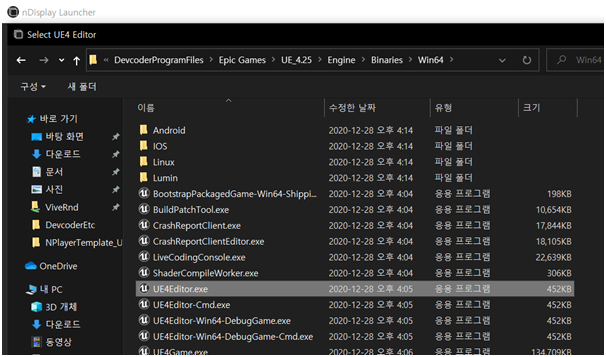 nDisplay Launcher
Select UE4 Editor
« DevcoderProgramFiles › Epic Games › UE_4.25 › Engine › Binaries › Win64 ›
Win64
구성 새 폴더
이름 수정한 날짜 유형 크기
바로 가기
바탕 화면
다운로드
문서
사진
ViveRnd
DevcoderEtc
NPlayerTemplate_U
OneDrive
내 PC
3D 개체
다운로드
동영상
Android 2020-12-28 오후 4:14 파일 폴더
IOS 2020-12-28 오후 4:14 파일 폴더
Linux 2020-12-28 오후 4:14 파일 폴더
Lumin 2020-12-28 오후 4:14 파일 폴더
BootstrapPackagedGame-Win64-Shippi... 2020-12-28 오후 4:04 응용 프로그램 198KB
BuildPatchTool.exe 2020-12-28 오후 4:04 응용 프로그램 10,654KB
CrashReportClient.exe 2020-12-28 오후 4:04 응용 프로그램 17,844KB
CrashReportClientEditor.exe 2020-12-28 오후 4:04 응용 프로그램 18,105KB
LiveCodingConsole.exe 2020-12-28 오후 4:04 응용 프로그램 22,639KB
ShaderCompileWorker.exe 2020-12-28 오후 4:04 응용 프로그램 306KB
UE4Editor.exe 2020-12-28 오후 4:05 응용 프로그램 452KB
UE4Editor-Cmd.exe 2020-12-28 오후 4:05 응용 프로그램 452KB
UE4Editor-Win64-DebugGame.exe 2020-12-28 오후 4:05 응용 프로그램 452KB
UE4Editor-Win64-DebugGame-Cmd.exe 2020-12-28 오후 4:05 응용 프로그램 452KB
UE4Game.exe 2020-12-28 오후 4:06 응용 프로그램 134,709KB